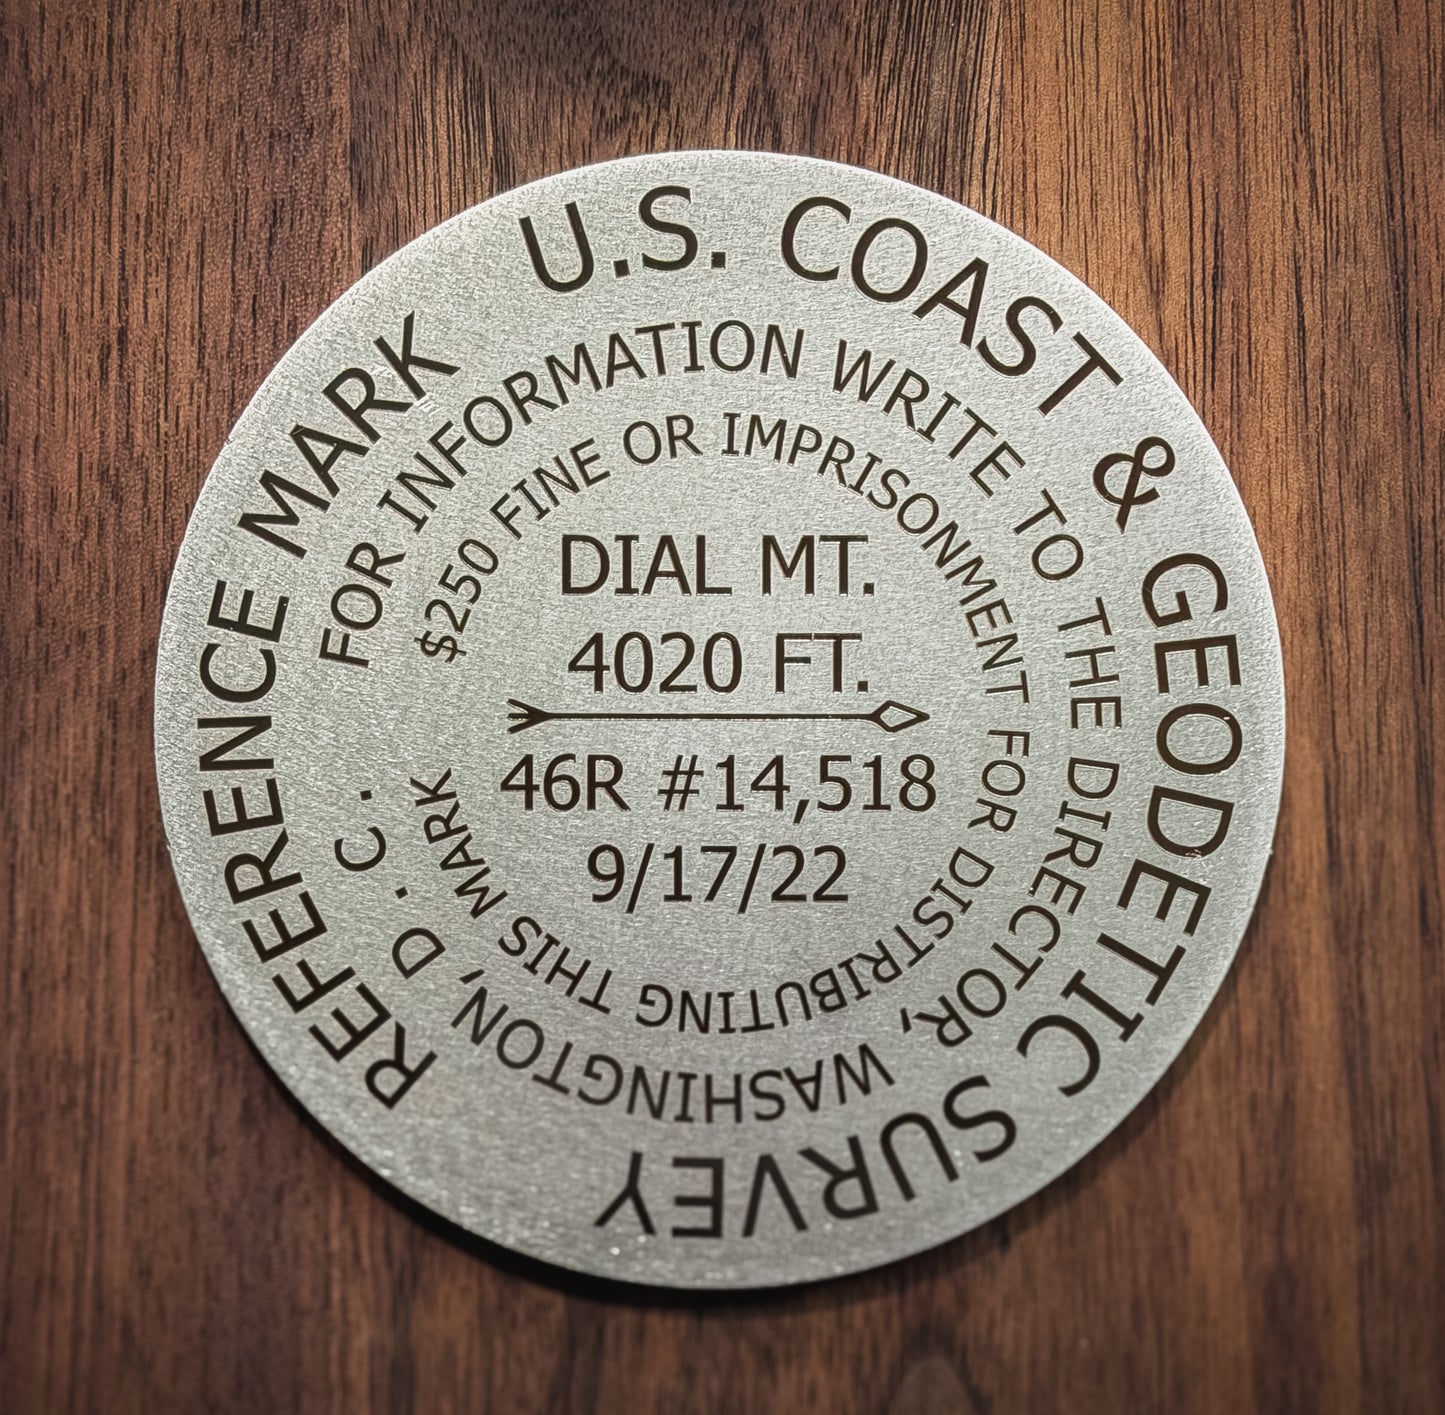 U.S. COAST & GEODETIC SURVEY
REFERENCE MARK
FOR INFORMATION WRITE TO THE DIRECTOR, WASHINGTON, D.C.
$250 FINE OR IMPRISONMENT FOR DISTRIBUTING THIS MARK
DIAL MT.
4020 FT.
46R #14,518
9/17/22